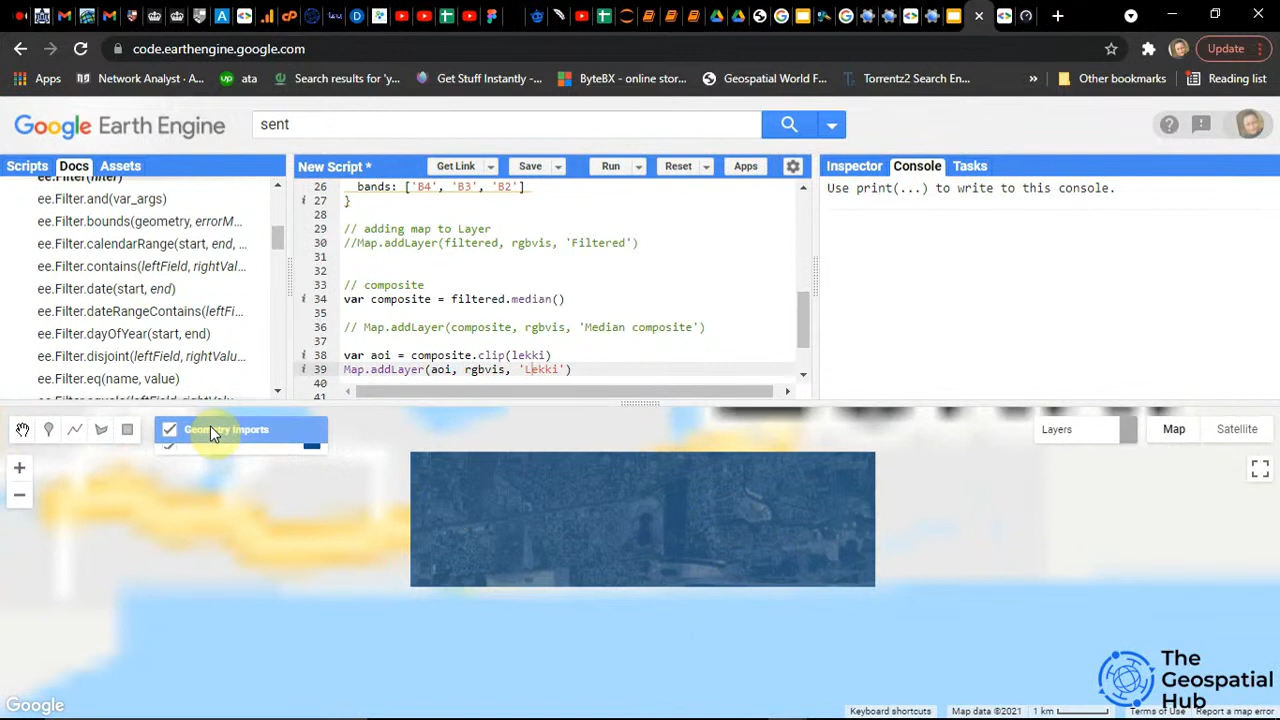 code.earthengine.google.com
Update
Apps
Network Analyst - A...
ata
Search results for 'y...
Get Stuff Instantly -...
ByteBX - online store...
Geospatial World F...
Torrentz2 Search En...
»
Other bookmarks
Reading list
Google Earth Engine
sent
Scripts
Docs
Assets
New Script *
Get Link
Save
Run
Reset
Apps
Inspector
Console
Tasks
ee.Filter(filter)
ee.Filter.and(var_args)
ee.Filter.bounds(geometry, errorM...
ee.Filter.calendarRange(start, end, ...
ee.Filter.contains(leftField, rightVal...
ee.Filter.date(start, end)
ee.Filter.dateRangeContains(leftFi...
ee.Filter.dayOfYear(start, end)
ee.Filter.disjoint(leftField, rightValu...
ee.Filter.eq(name, value)
26 bands: ['B4', 'B3', 'B2']
27 }
28
29 // adding map to Layer
30 //Map.addLayer(filtered, rgbvis, 'Filtered')
31
32
33 // composite
34 var composite = filtered.median()
35
36 // Map.addLayer(composite, rgbvis, 'Median composite')
37
38 var aoi = composite.clip(lekki)
39 Map.addLayer(aoi, rgbvis, 'Lekki')
40
41
Use print(...) to write to this console.
Geometry Imports
Layers
Map
Satellite
Google
Keyboard shortcuts
Map data ©2021
1 km
Terms of Use
Report a map error
The
Geospatial
Hub